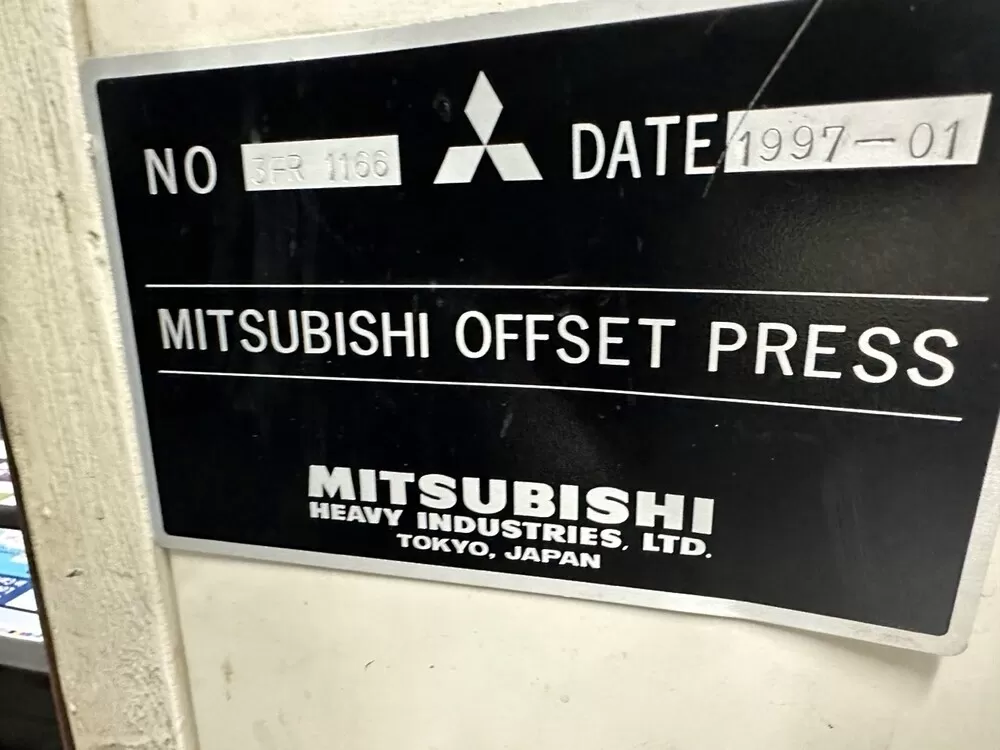 NO 3FR 1166 DATE 1997-01
MITSUBISHI OFFSET PRESS
MITSUBISHI
HEAVY INDUSTRIES, LTD.
TOKYO, JAPAN